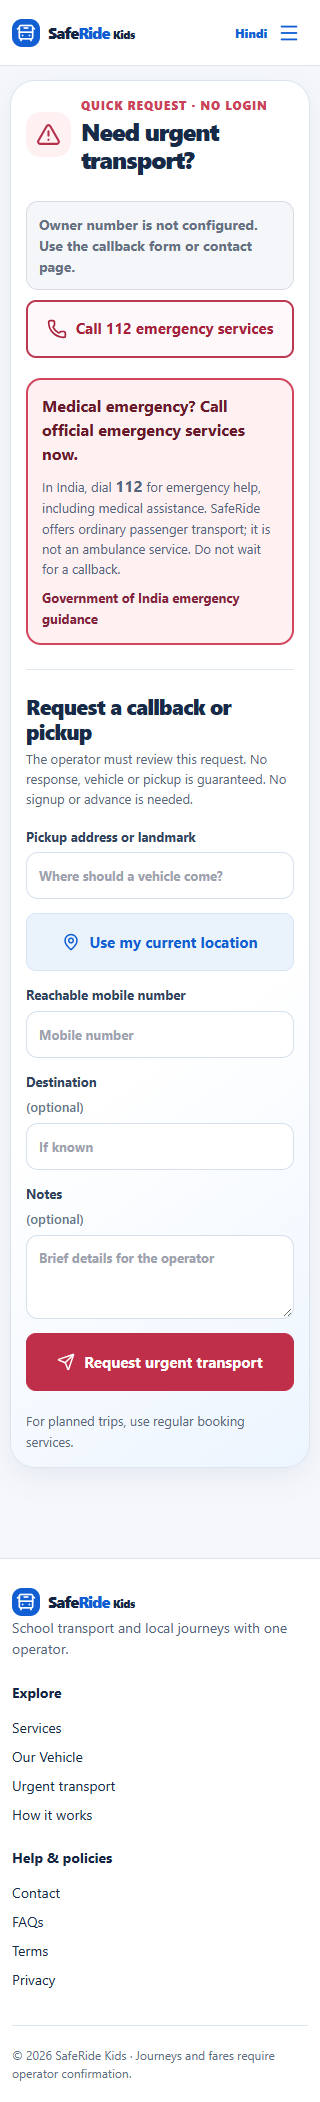 SafeRide Kids
Hindi
QUICK REQUEST · NO LOGIN
Need urgent
transport?
Owner number is not configured.
Use the callback form or contact
page.
Call 112 emergency services
Medical emergency? Call
official emergency services
now.
In India, dial 112 for emergency help,
including medical assistance. SafeRide
offers ordinary passenger transport; it is
not an ambulance service. Do not wait
for a callback.
Government of India emergency
guidance
Request a callback or
pickup
The operator must review this request. No
response, vehicle or pickup is guaranteed. No
signup or advance is needed.
Pickup address or landmark
Where should a vehicle come?
Use my current location
Reachable mobile number
Mobile number
Destination
(optional)
If known
Notes
(optional)
Brief details for the operator
Request urgent transport
For planned trips, use regular booking
services.
SafeRide Kids
School transport and local journeys with one
operator.
Explore
Services
Our Vehicle
Urgent transport
How it works
Help & policies
Contact
FAQs
Terms
Privacy
© 2026 SafeRide Kids · Journeys and fares require
operator confirmation.